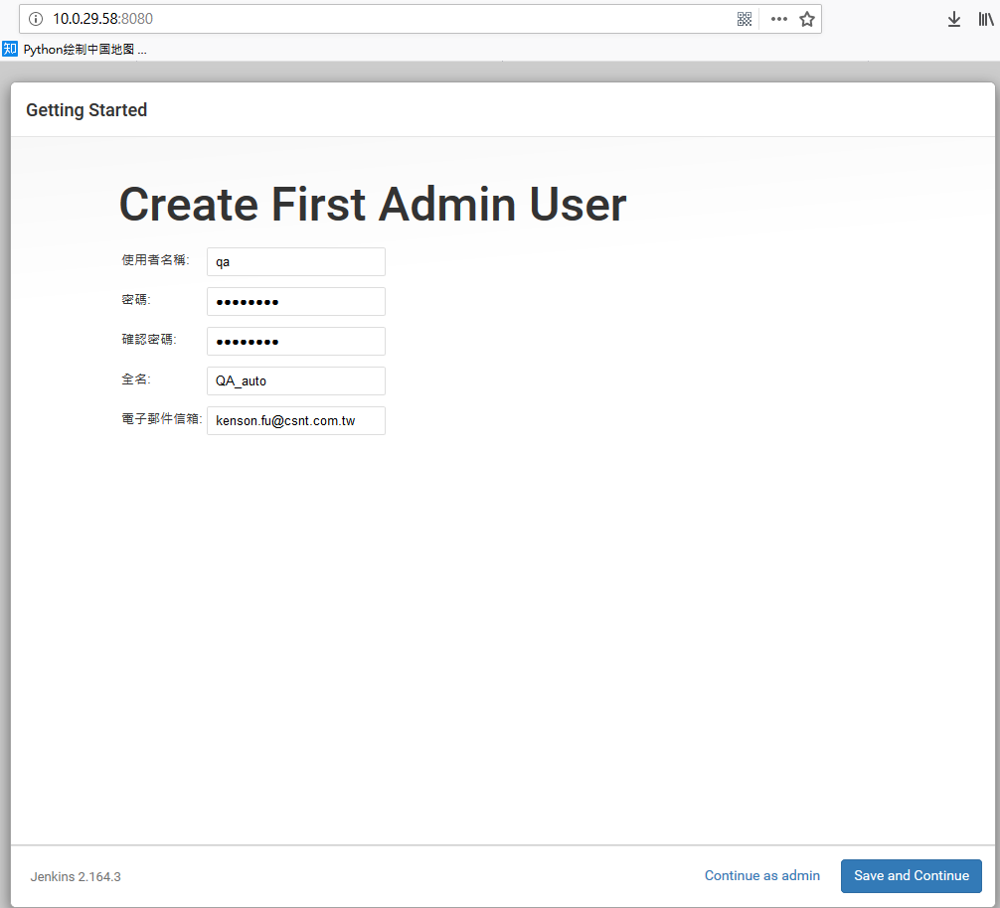 10.0.29.58:8080
知 Python绘制中国地图 ...
Getting Started
Create First Admin User
使用者名稱: qa
密碼: ●●●●●●●●
確認密碼: ●●●●●●●●
全名: QA_auto
電子郵件信箱: kenson.fu@csnt.com.tw
Jenkins 2.164.3 Continue as admin Save and Continue